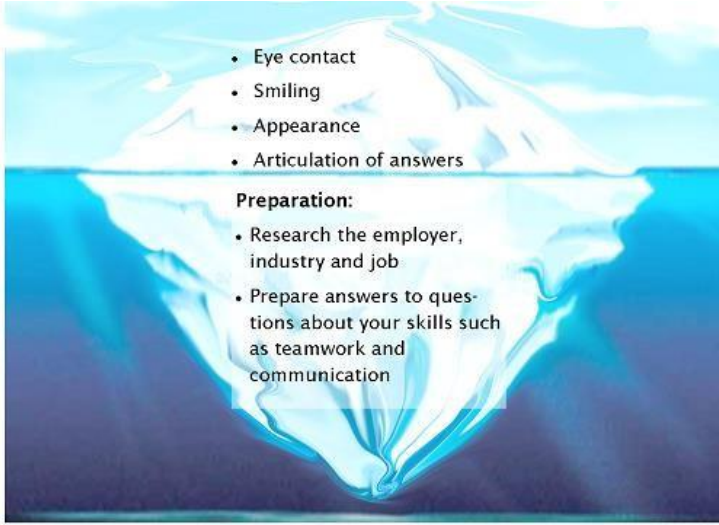 • Eye contact
• Smiling
• Appearance
• Articulation of answers
Preparation:
• Research the employer,
industry and job
• Prepare answers to ques-
tions about your skills such
as teamwork and
communication